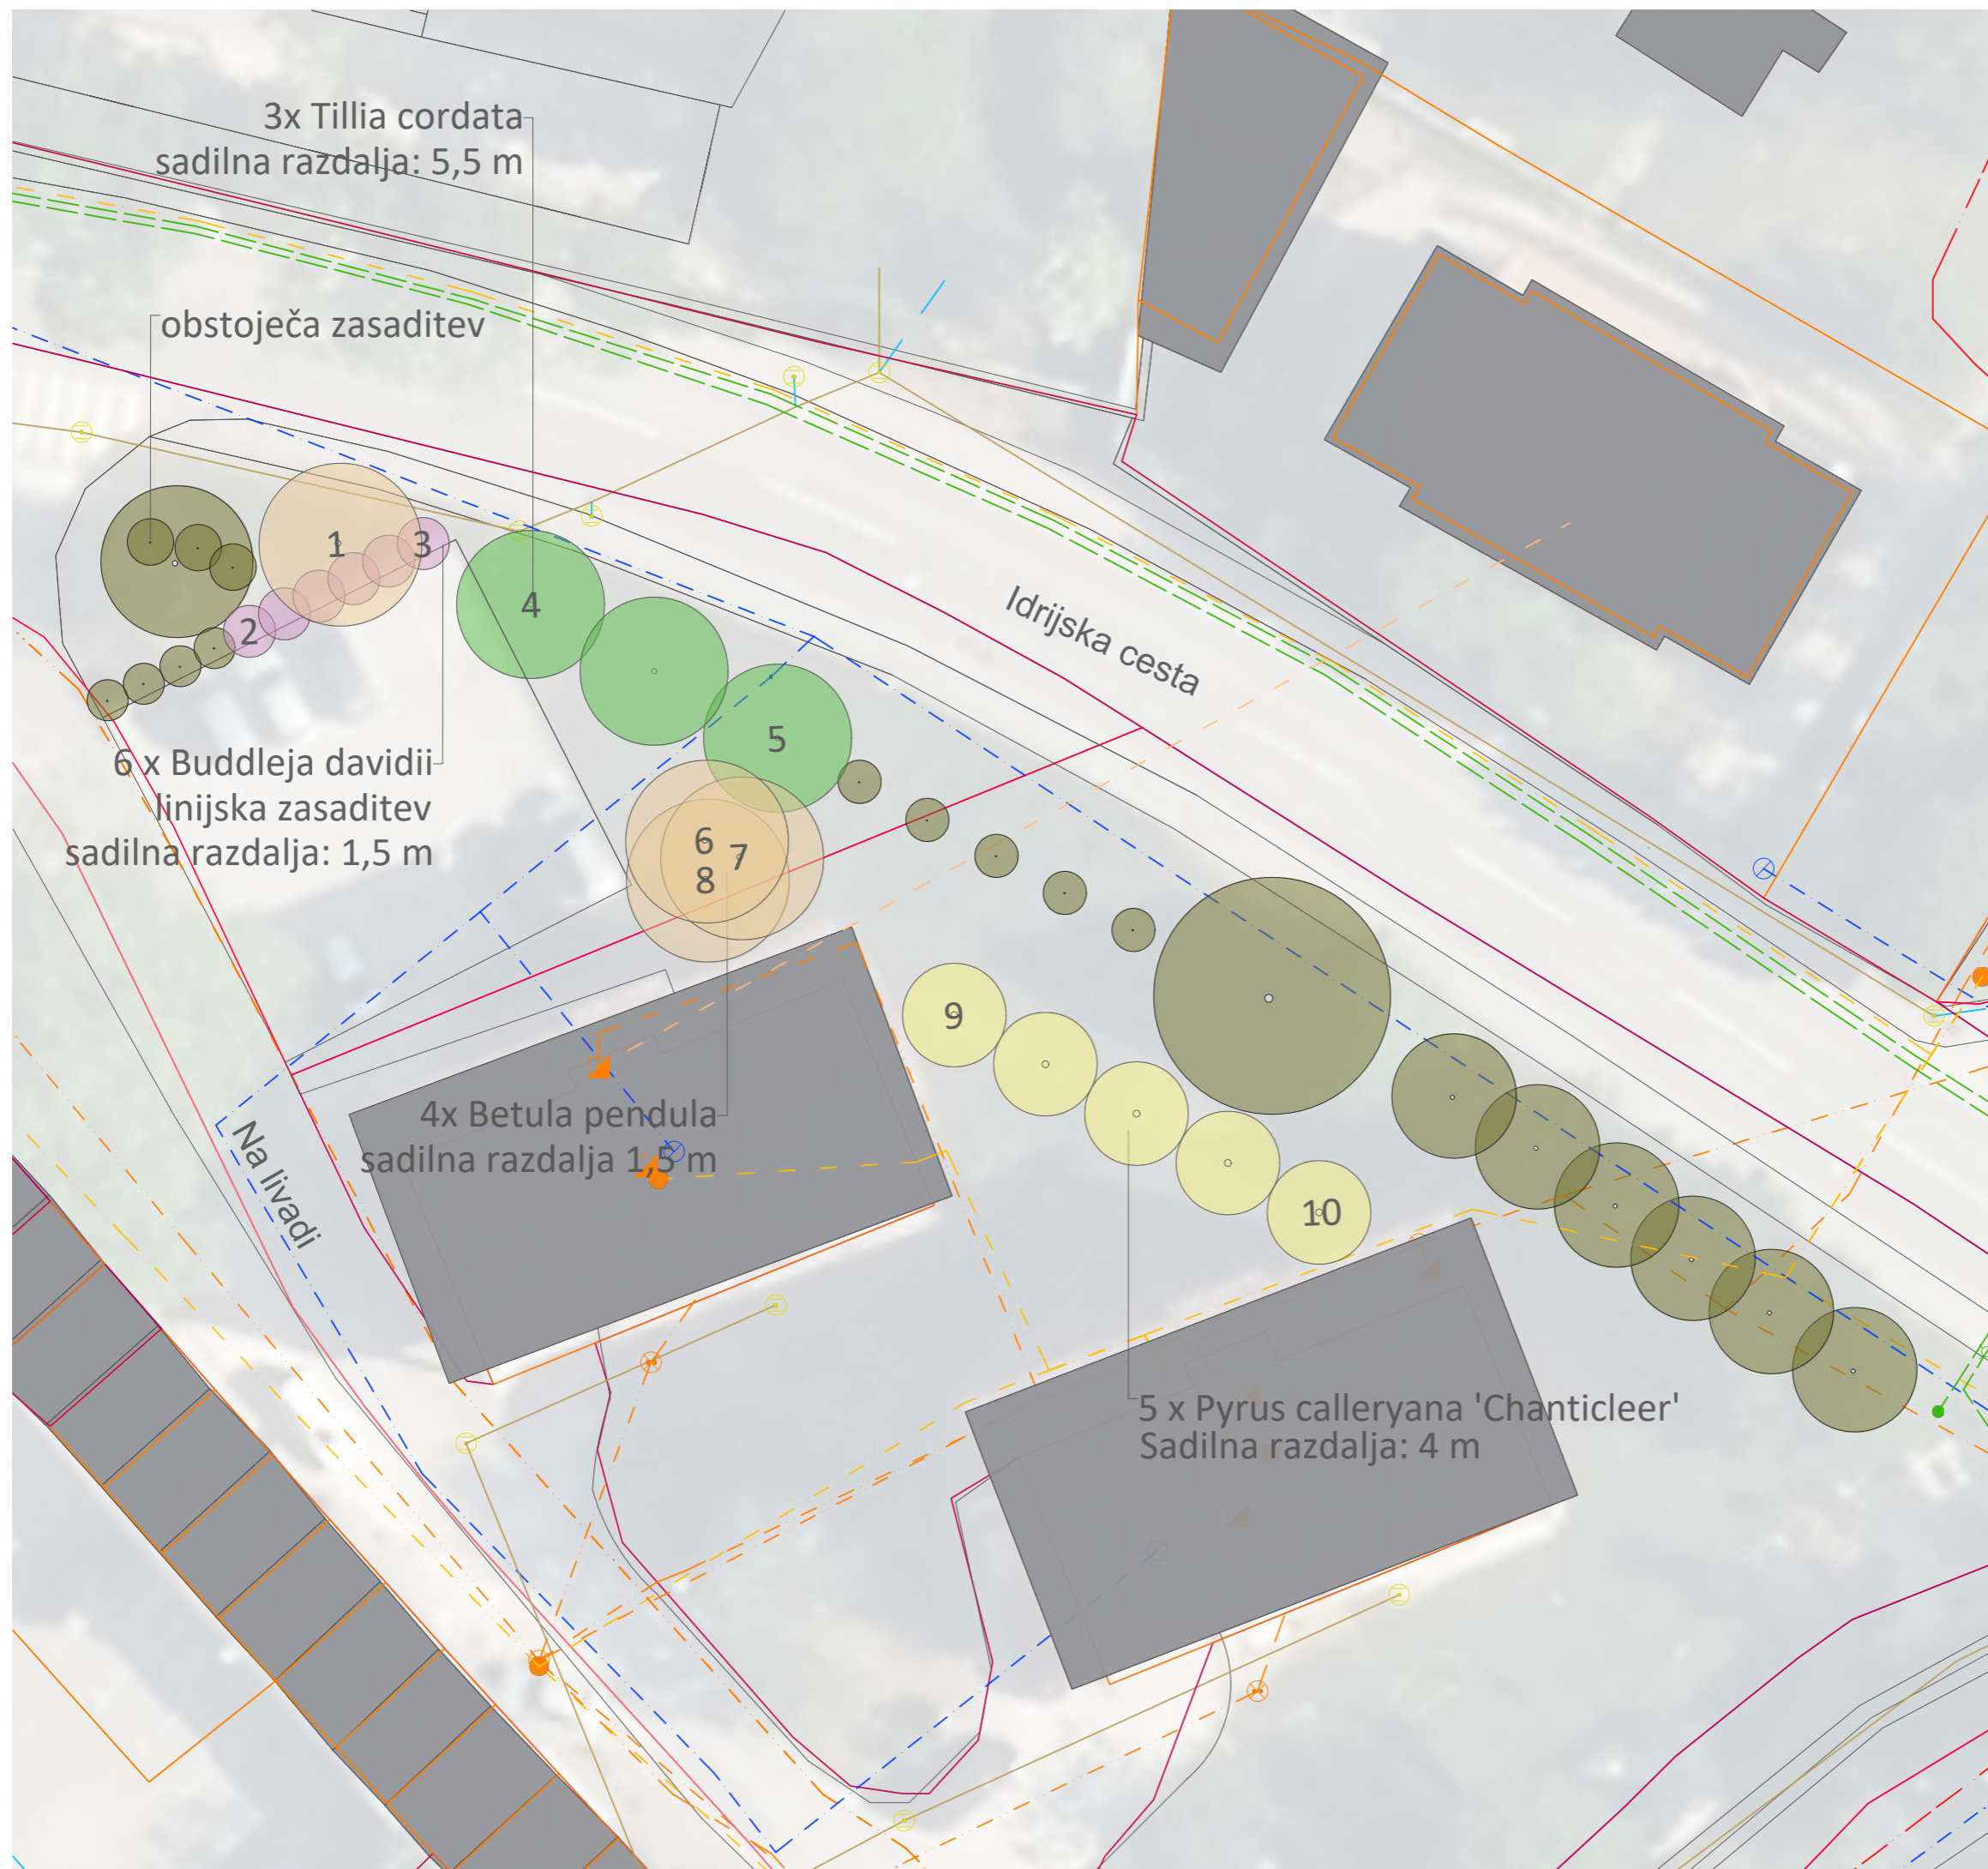 3x Tillia cordata
sadilna razdalja: 5,5 m
obstoječa zasaditev
1
3
2
4
5
Idrijska cesta
6 x Buddleja davidii
linijska zasaditev
sadilna razdalja: 1,5 m
6
7
8
9
10
4x Betula pendula
sadilna razdalja 1,5 m
Na livadi
5 x Pyrus calleryana 'Chanticleer'
Sadilna razdalja: 4 m